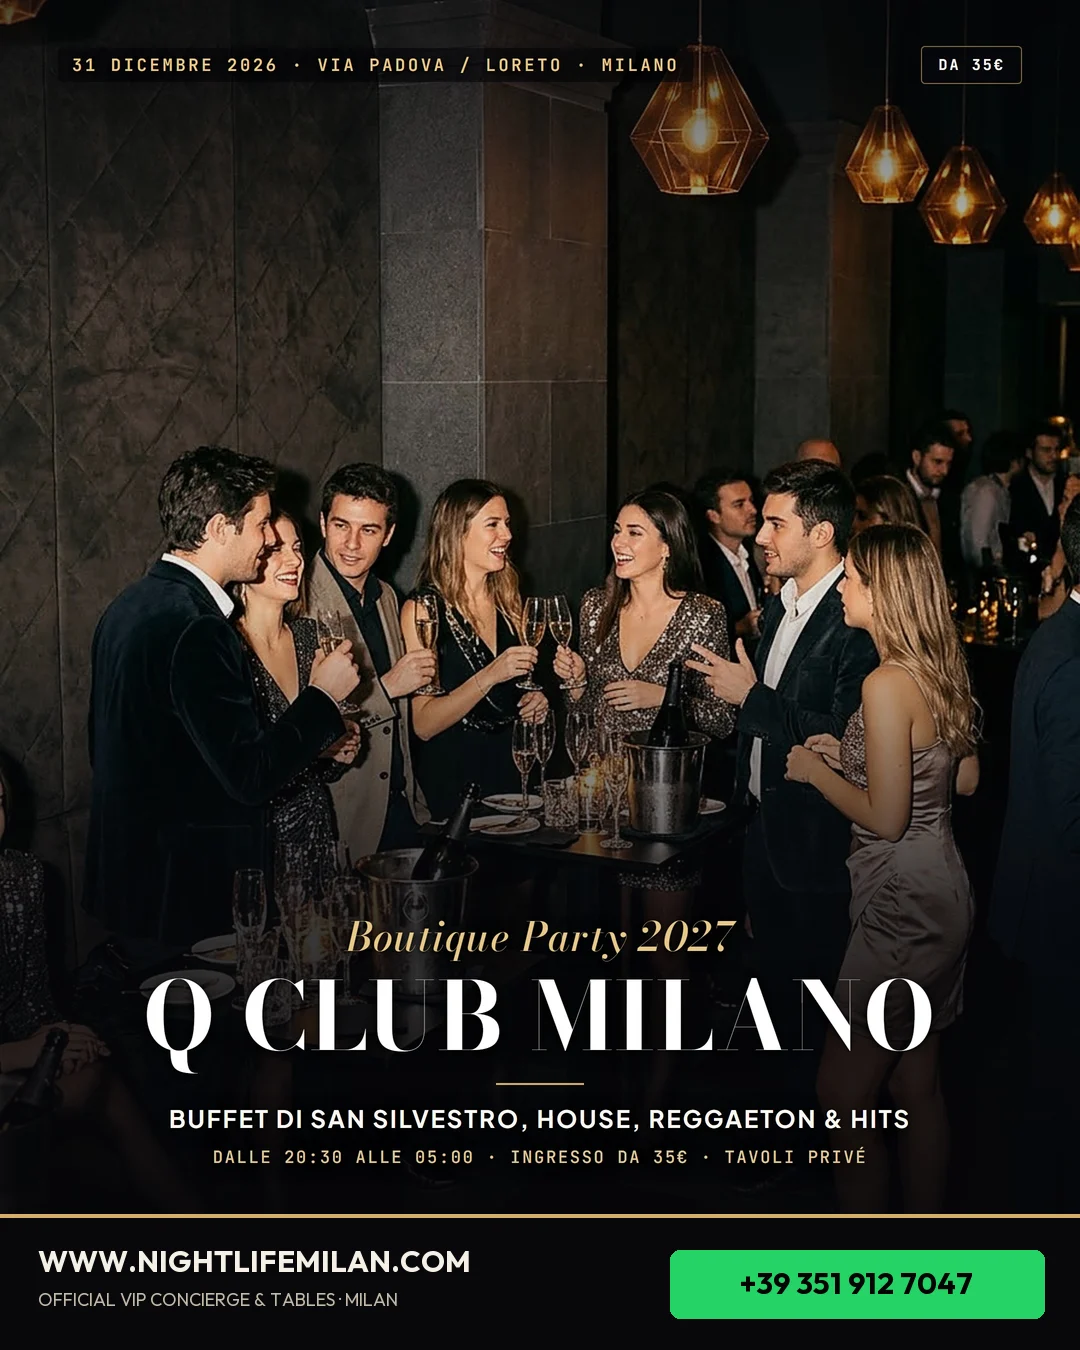 31 DICEMBRE 2026 · VIA PADOVA / LORETO · MILANO
DA 35€
Boutique Party 2027
Q CLUB MILANO
BUFFET DI SAN SILVESTRO, HOUSE, REGGAETON & HITS
DALLE 20:30 ALLE 05:00 · INGRESSO DA 35€ · TAVOLI PRIVÉ
WWW.NIGHTLIFEMILAN.COM
OFFICIAL VIP CONCIERGE & TABLES · MILAN
+39 351 912 7047